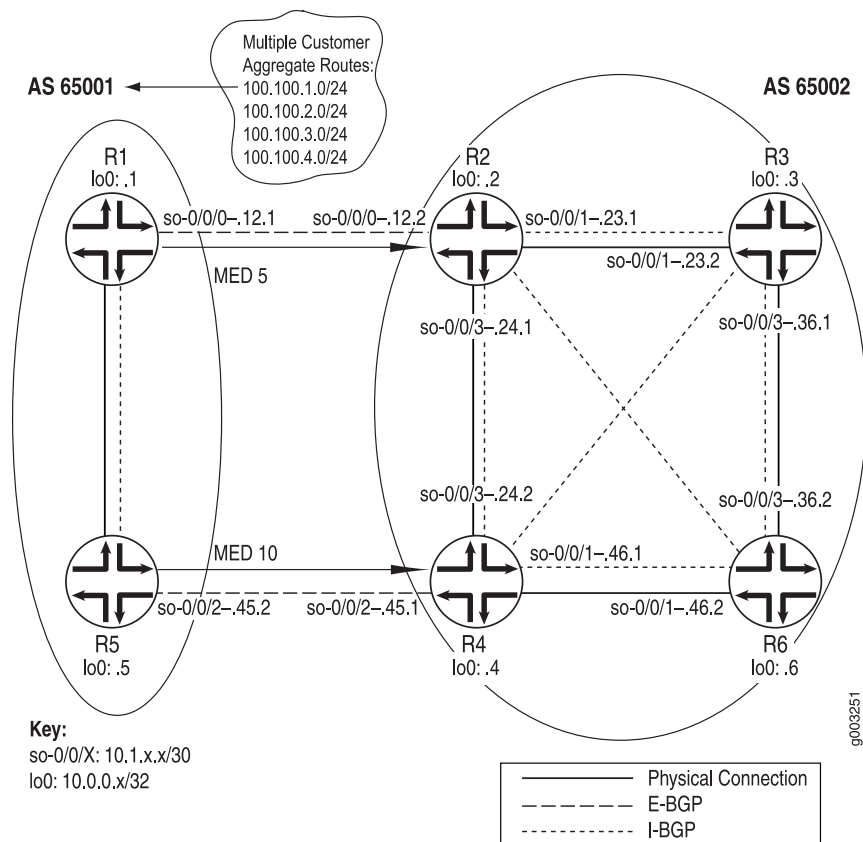 Multiple Customer
Aggregate Routes:
100.100.1.0/24
100.100.2.0/24
100.100.3.0/24
100.100.4.0/24
AS 65001
AS 65002
R1
lo0: .1
R2
lo0: .2
R3
lo0: .3
so-0/0/0–.12.1
so-0/0/0–.12.2
so-0/0/1–.23.1
MED 5
so-0/0/1–.23.2
so-0/0/3–.24.1
so-0/0/3–.36.1
so-0/0/3–.24.2
so-0/0/3–.36.2
MED 10
so-0/0/1–.46.1
so-0/0/2–.45.2
so-0/0/2–.45.1
so-0/0/1–.46.2
R5
lo0: .5
R4
lo0: .4
R6
lo0: .6
Key:
so-0/0/X: 10.1.x.x/30
lo0: 10.0.0.x/32
g003251
Physical Connection
E-BGP
I-BGP